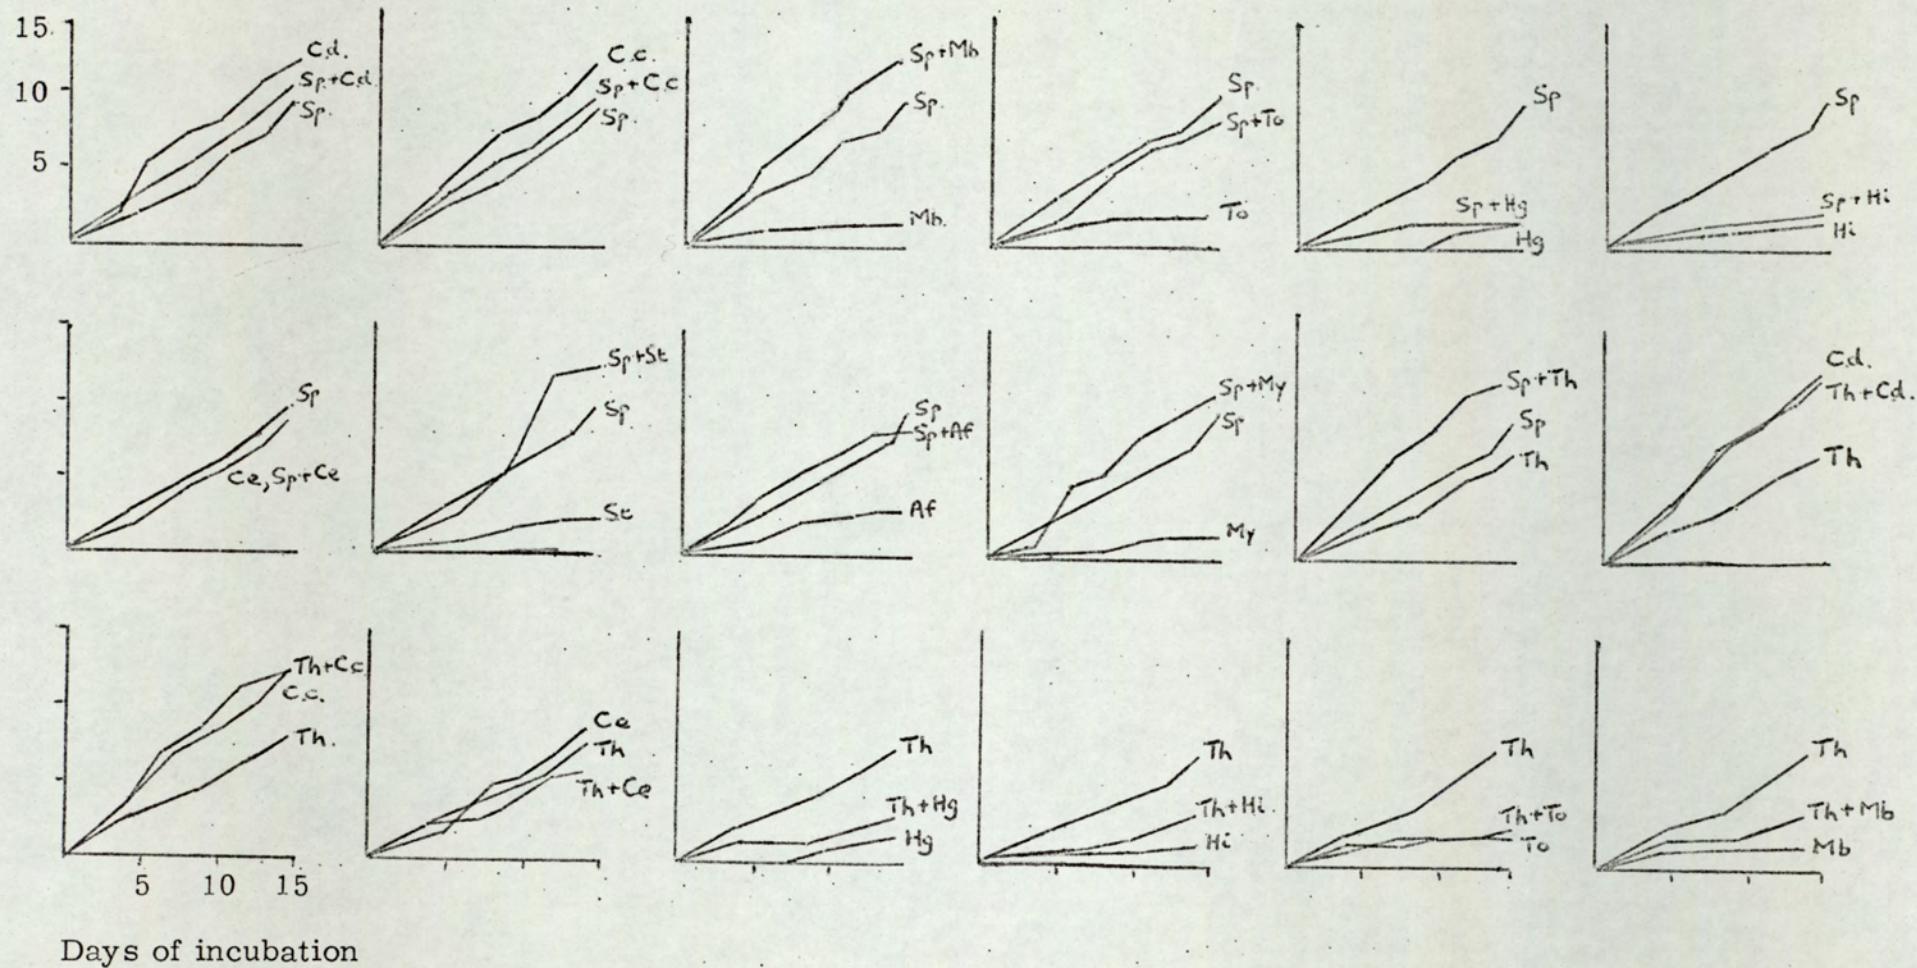 15
10
5
C.d.
Sp+Cd
Sp.
C.c.
Sp+C.c
Sp.
Sp+Mb
Sp.
Mb.
Sp.
Sp+To
To
Sp
Sp+Hg
Hg
Sp
Sp+Hi
Hi
Sp
Ce, Sp+Ce
Sp+St
Sp
St
Sp
Sp+Af
Af
Sp+My
Sp
My
Sp+Th
Sp
Th
Cd.
Th+Cd.
Th
Th+Cc
C.c.
Th.
Ce
Th
Th+Ce
Th
Th+Hg
Hg
Th
Th+Hi
Hi
Th
Th+To
To
Th
Th+Mb
Mb
5 10 15
Days of incubation